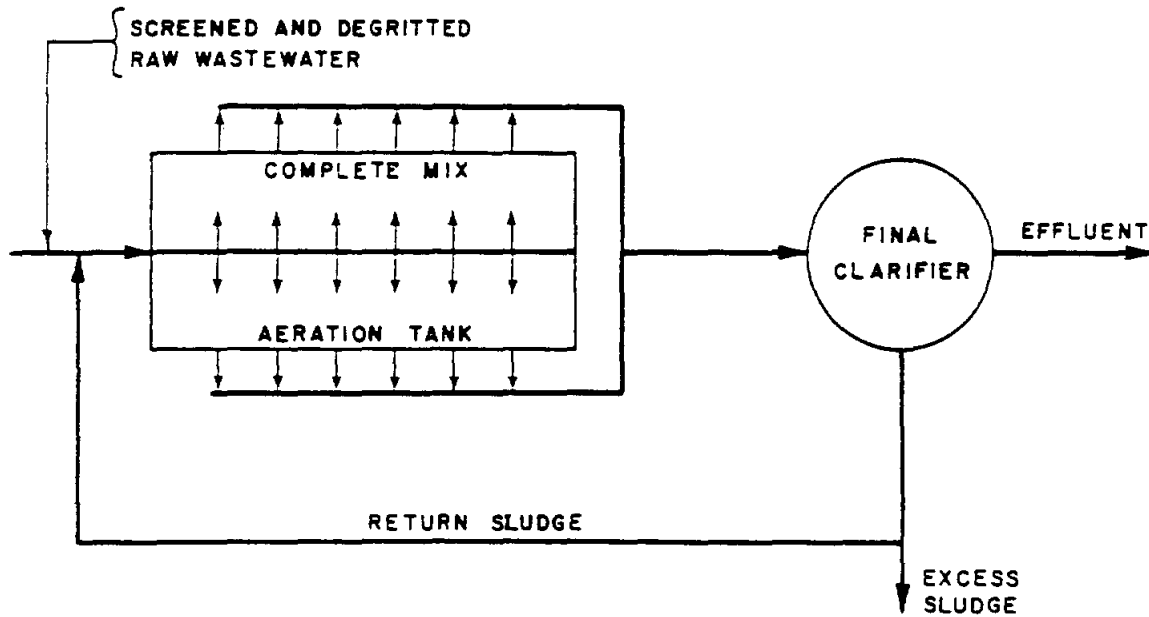 SCREENED AND DEGRITTED
RAW WASTEWATER
COMPLETE MIX
AERATION TANK
FINAL
CLARIFIER
EFFLUENT
RETURN SLUDGE
EXCESS
SLUDGE